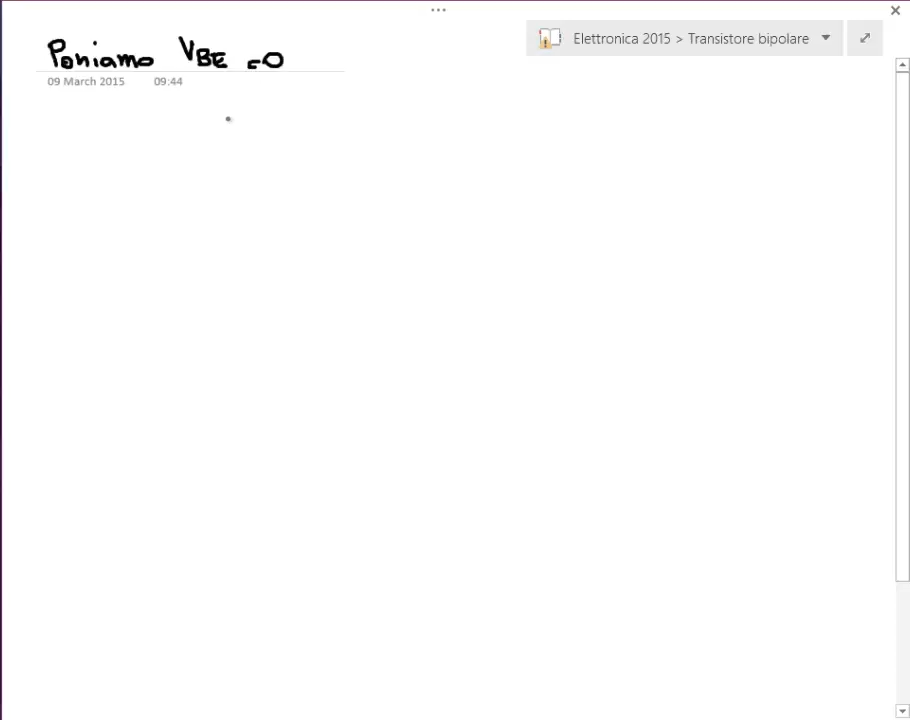 Elettronica 2015 > Transistore bipolare
Poniamo VBE =0
09 March 2015 09:44